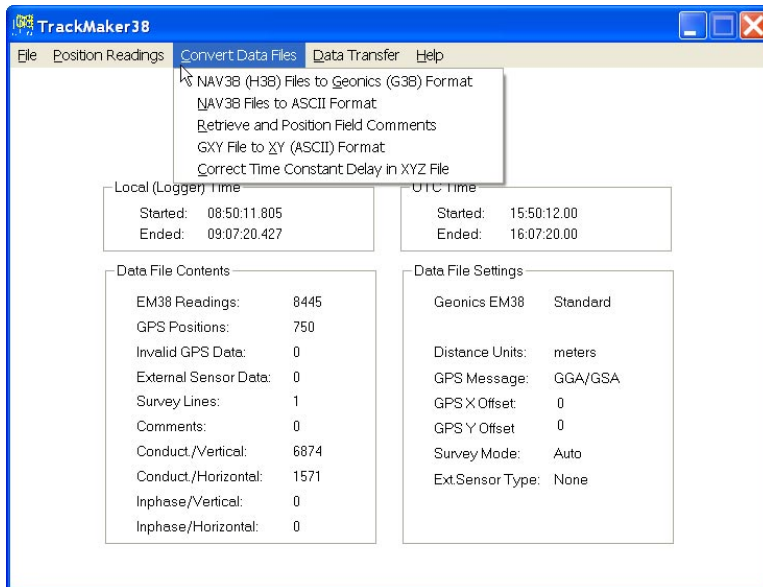 TrackMaker38
File Position Readings Convert Data Files Data Transfer Help
NAV38 (H38) Files to Geonics (G38) Format
NAV38 Files to ASCII Format
Retrieve and Position Field Comments
GXY File to XY (ASCII) Format
Correct Time Constant Delay in XYZ File
Local (Logger) Time
Started: 08:50:11.805
Ended: 09:07:20.427
UTC Time
Started: 15:50:12.00
Ended: 16:07:20.00
Data File Contents
EM38 Readings: 8445
GPS Positions: 750
Invalid GPS Data: 0
External Sensor Data: 0
Survey Lines: 1
Comments: 0
Conduct./Vertical: 6874
Conduct./Horizontal: 1571
Inphase/Vertical: 0
Inphase/Horizontal: 0
Data File Settings
Geonics EM38 Standard
Distance Units: meters
GPS Message: GGA/GSA
GPS X Offset: 0
GPS Y Offset 0
Survey Mode: Auto
Ext.Sensor Type: None